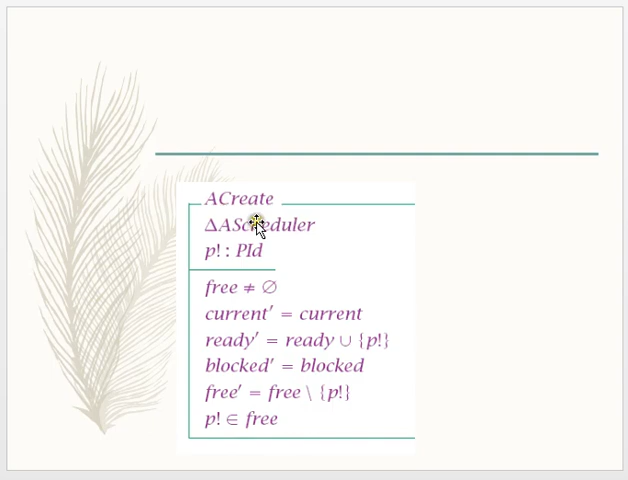 ACreate
ΔAScheduler
p! : PId
free ≠ ∅
current′ = current
ready′ = ready ∪ {p!}
blocked′ = blocked
free′ = free \ {p!}
p! ∈ free